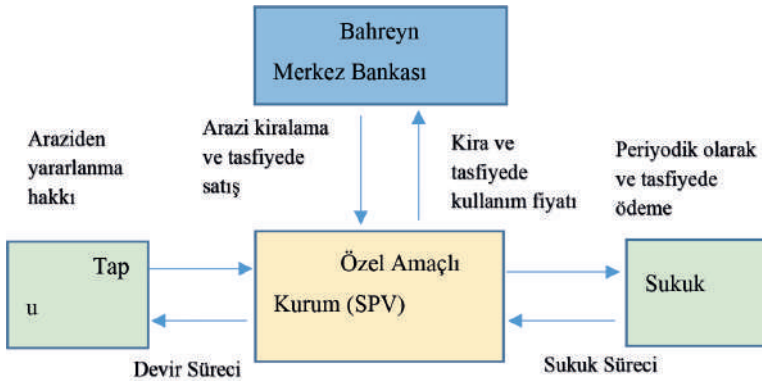 Bahreyn
Merkez Bankası
Araziden
yararlanma
hakkı
Arazi kiralama
ve tasfiyede
satış
Kira ve
tasfiyede
kullanım fiyatı
Periyodik olarak
ve tasfiyede
ödeme
Tap
u
Özel Amaçlı
Kurum (SPV)
Sukuk
Devir Süreci
Sukuk Süreci